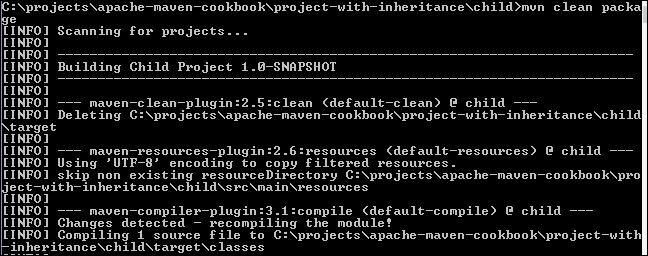 C:\projects\apache-maven-cookbook\project-with-inheritance\child>mvn clean packa
ge
[INFO] Scanning for projects...
[INFO]
[INFO] ------------------------------------------------------------------------
[INFO] Building Child Project 1.0-SNAPSHOT
[INFO] ------------------------------------------------------------------------
[INFO]
[INFO] --- maven-clean-plugin:2.5:clean (default-clean) @ child ---
[INFO] Deleting C:\projects\apache-maven-cookbook\project-with-inheritance\child
\target
[INFO]
[INFO] --- maven-resources-plugin:2.6:resources (default-resources) @ child ---
[INFO] Using 'UTF-8' encoding to copy filtered resources.
[INFO] skip non existing resourceDirectory C:\projects\apache-maven-cookbook\pro
ject-with-inheritance\child\src\main\resources
[INFO]
[INFO] --- maven-compiler-plugin:3.1:compile (default-compile) @ child ---
[INFO] Changes detected - recompiling the module!
[INFO] Compiling 1 source file to C:\projects\apache-maven-cookbook\project-with
-inheritance\child\target\classes